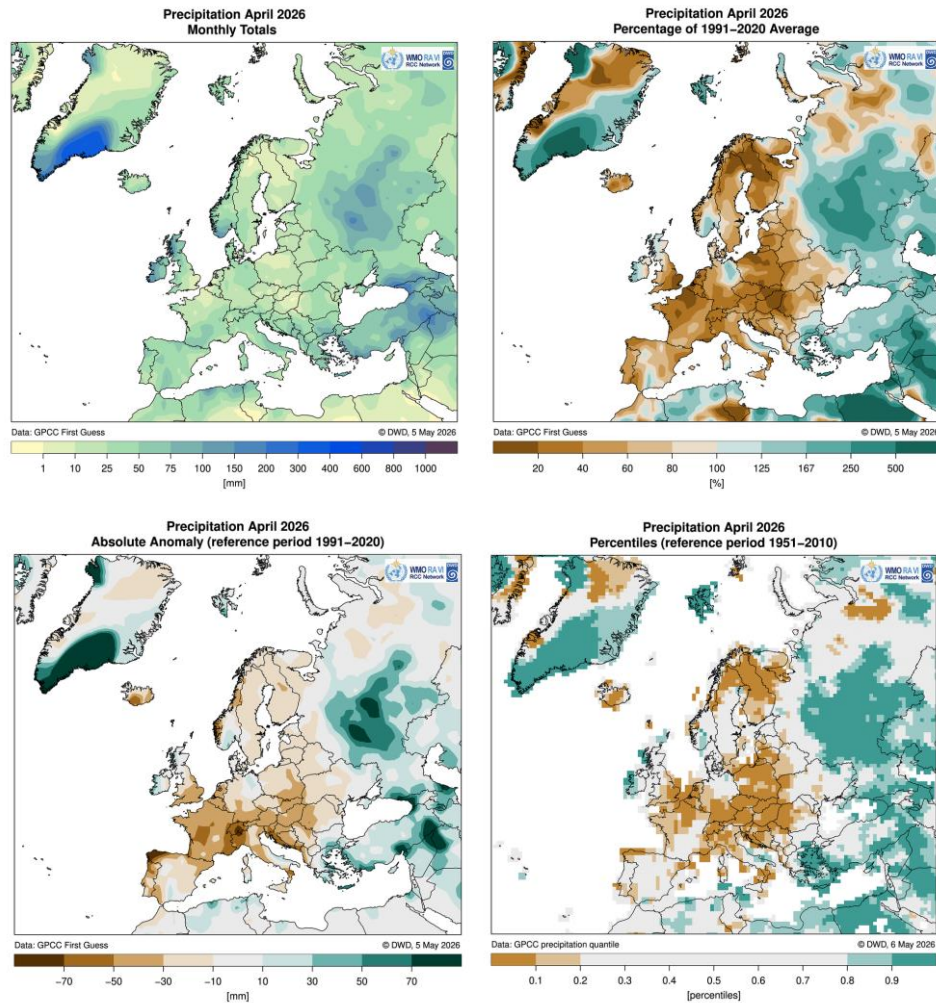 Precipitation April 2026
Monthly Totals
WMO RA VI
RCC Network
Data: GPCC First Guess
© DWD, 5 May 2026
1 10 25 50 75 100 150 200 300 400 600 800 1000
[mm]
Precipitation April 2026
Percentage of 1991–2020 Average
WMO RA VI
RCC Network
Data: GPCC First Guess
© DWD, 5 May 2026
20 40 60 80 100 125 167 250 500
[%]
Precipitation April 2026
Absolute Anomaly (reference period 1991–2020)
WMO RA VI
RCC Network
Data: GPCC First Guess
© DWD, 5 May 2026
−70 −50 −30 −10 10 30 50 70
[mm]
Precipitation April 2026
Percentiles (reference period 1951–2010)
WMO RA VI
RCC Network
Data: GPCC precipitation quantile
© DWD, 6 May 2026
0.1 0.2 0.3 0.4 0.5 0.6 0.7 0.8 0.9
[percentiles]